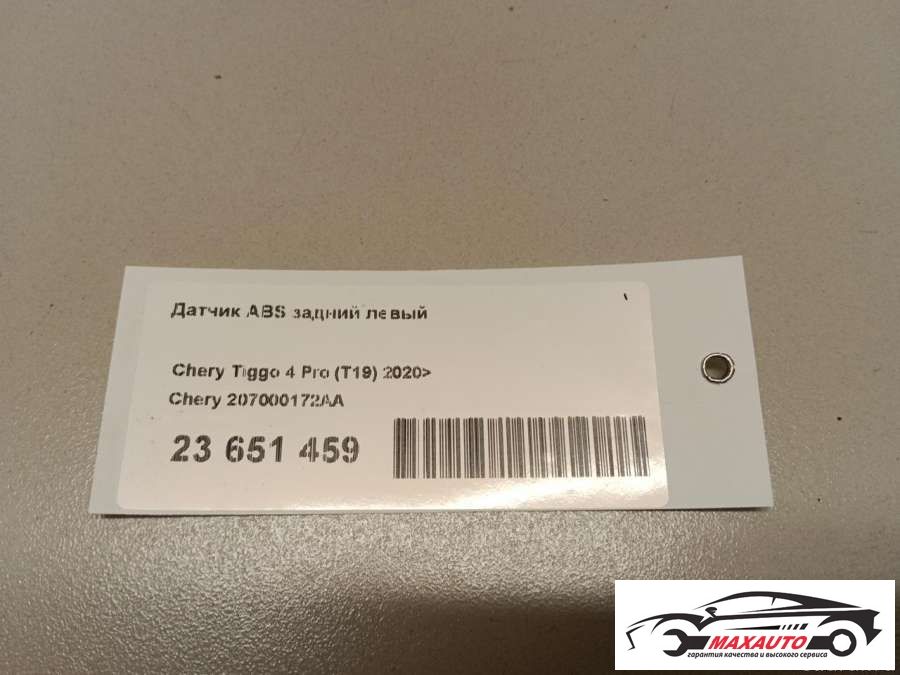 Датчик ABS задний левый
Chery Tiggo 4 Pro (T19) 2020>
Chery 207000172AA
23 651 459
MAXAUTO
гарантия качества и высокого сервиса